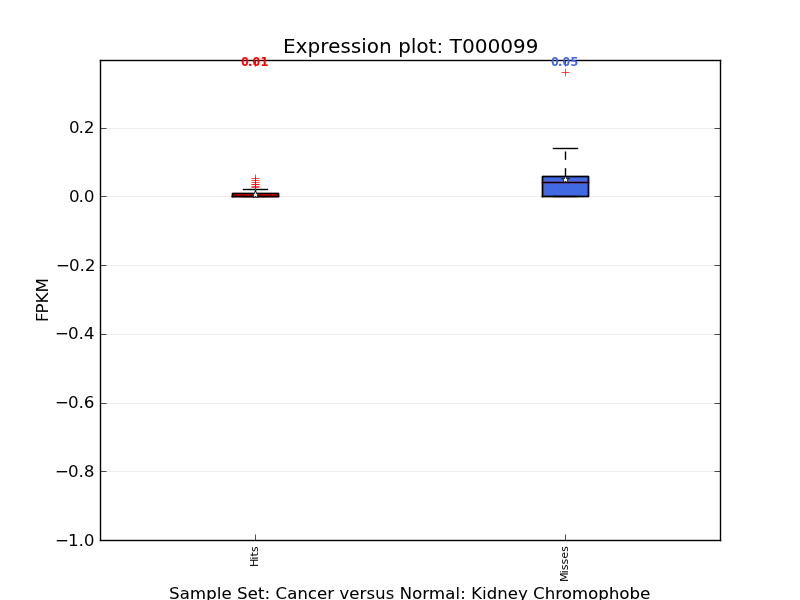 Expression plot: T000099
0.01
0.05
0.2
0.0
−0.2
−0.4
−0.6
−0.8
−1.0
FPKM
Hits
Misses
Sample Set: Cancer versus Normal: Kidney Chromophobe